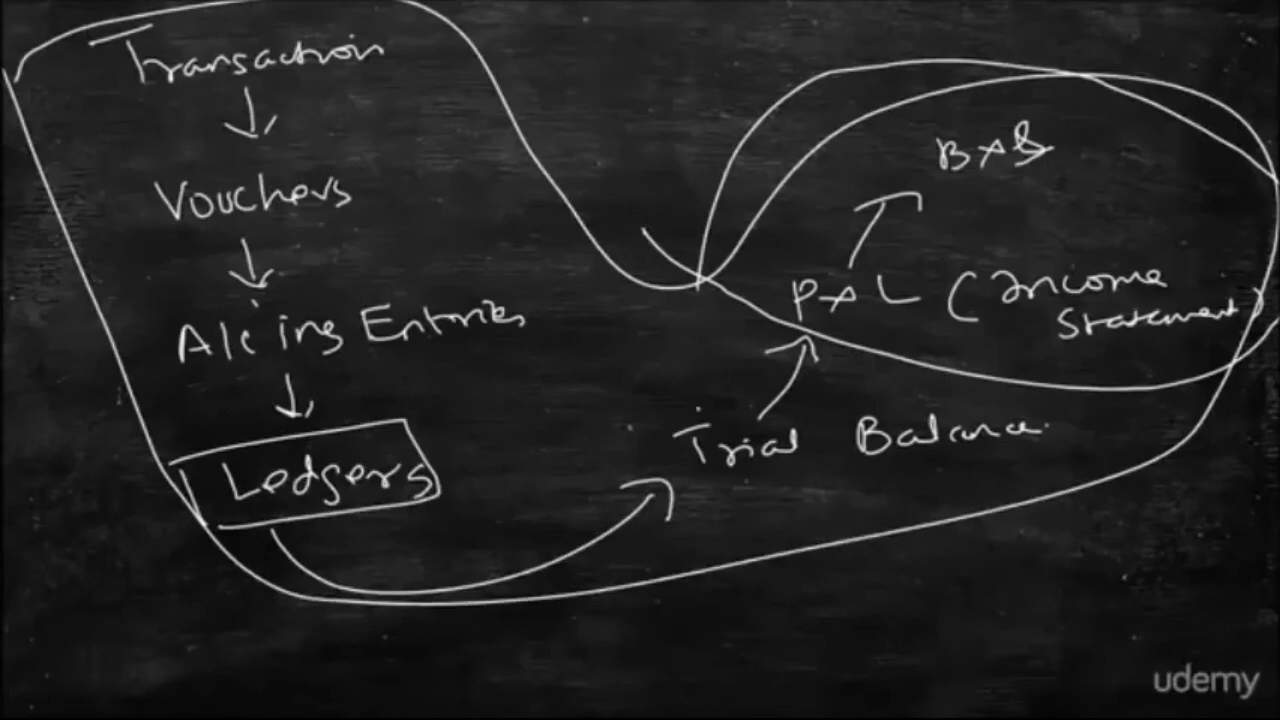 Transaction
Vouchers
A/c ing Entries
Ledgers
Trial Balance
P & L (Income
Statement)
udemy